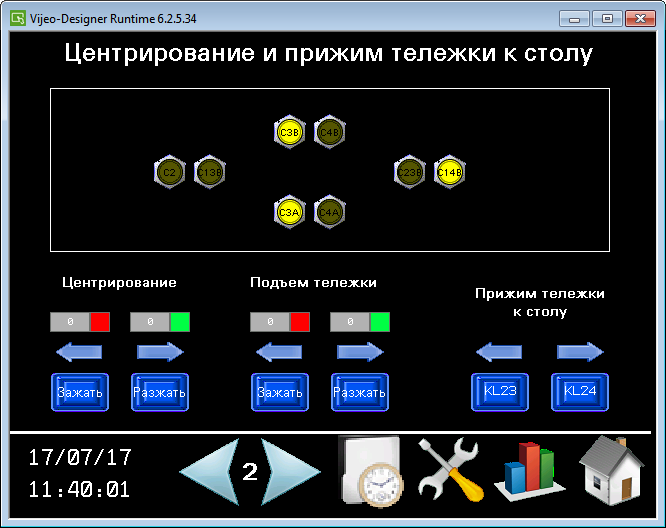 Vijeo-Designer Runtime 6.2.5.34
Центрирование и прижим тележки к столу
C3B C4B
C2 C13B C23B C14B
C3A C4A
Центрирование Подъем тележки
Прижим тележки
к столу
0 0 0 0
Зажать Разжать Зажать Разжать KL23 KL24
17/07/17
11:40:01
2